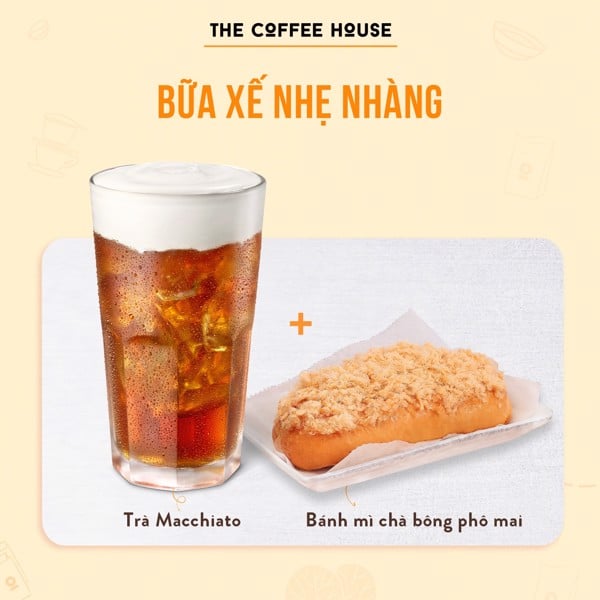 THE COFFEE HOUSE
BỮA XẾ NHẸ NHÀNG
+
Trà Macchiato
Bánh mì chà bông phô mai